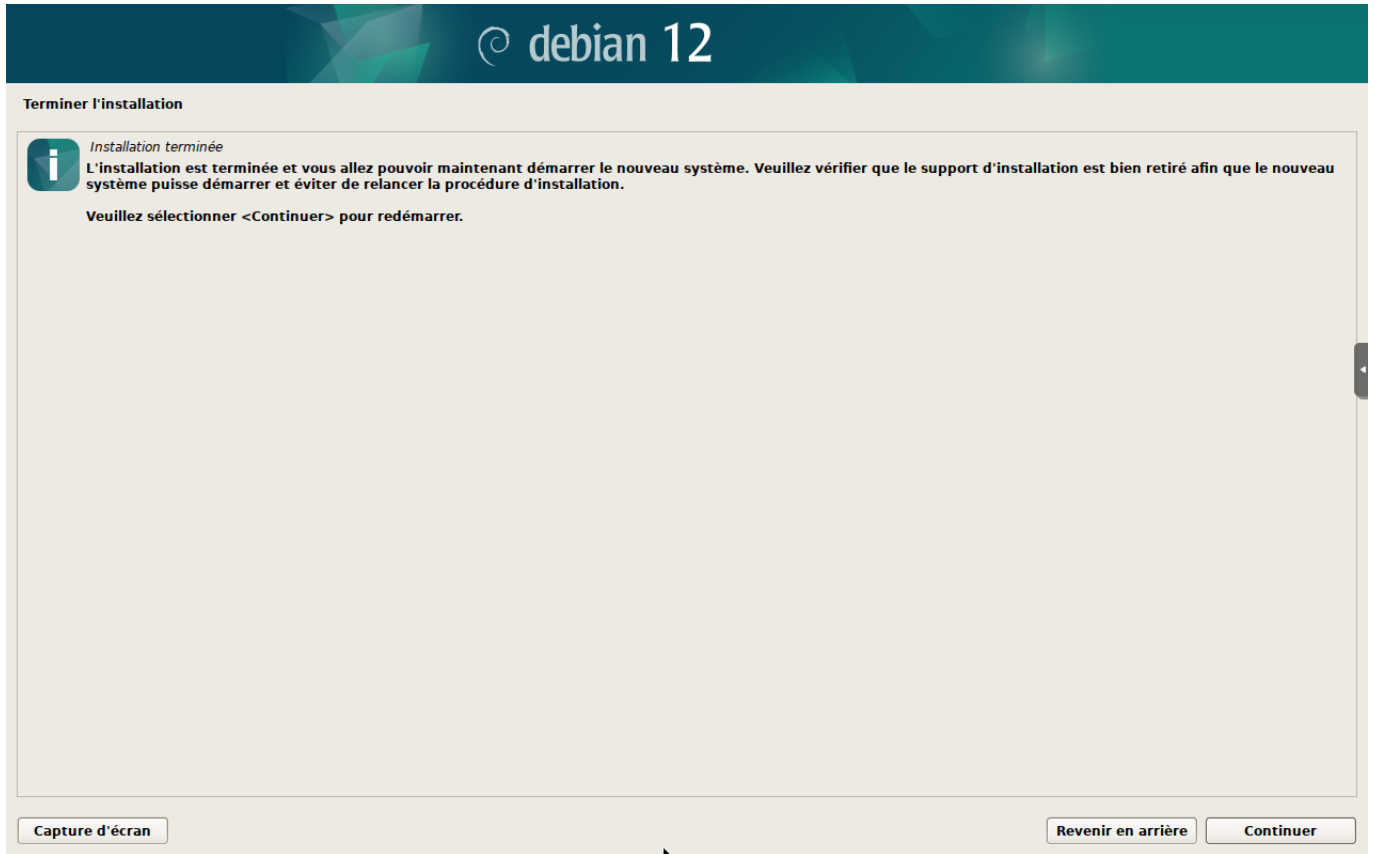 debian 12
Terminer l'installation
Installation terminée
L'installation est terminée et vous allez pouvoir maintenant démarrer le nouveau système. Veuillez vérifier que le support d'installation est bien retiré afin que le nouveau
système puisse démarrer et éviter de relancer la procédure d'installation.
Veuillez sélectionner <Continuer> pour redémarrer.
Capture d'écran
Revenir en arrière
Continuer